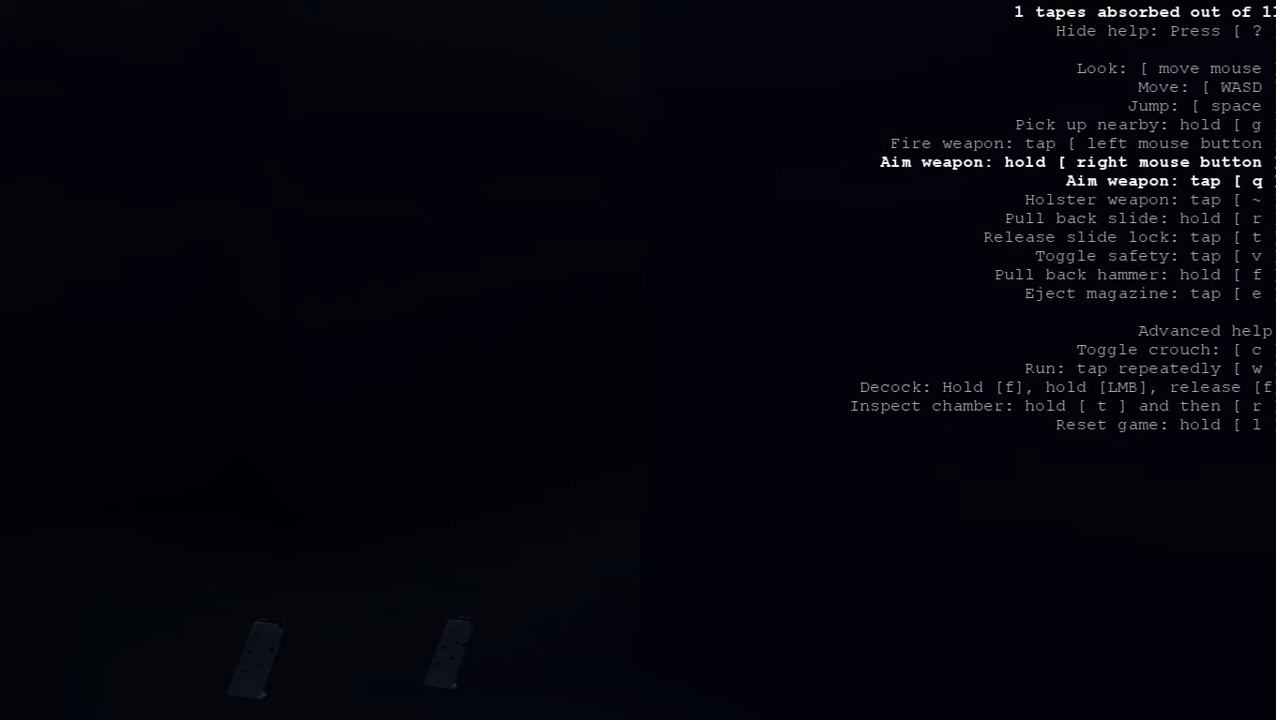 1 tapes absorbed out of 11
Hide help: Press [ ? ]
Look: [ move mouse
Move: [ WASD
Jump: [ space
Pick up nearby: hold [ g
Fire weapon: tap [ left mouse button
Aim weapon: hold [ right mouse button
Aim weapon: tap [ q
Holster weapon: tap [ ~
Pull back slide: hold [ r
Release slide lock: tap [ t
Toggle safety: tap [ v
Pull back hammer: hold [ f
Eject magazine: tap [ e
Advanced help
Toggle crouch: [ c
Run: tap repeatedly [ w
Decock: Hold [f], hold [LMB], release [f
Inspect chamber: hold [ t ] and then [ r
Reset game: hold [ l